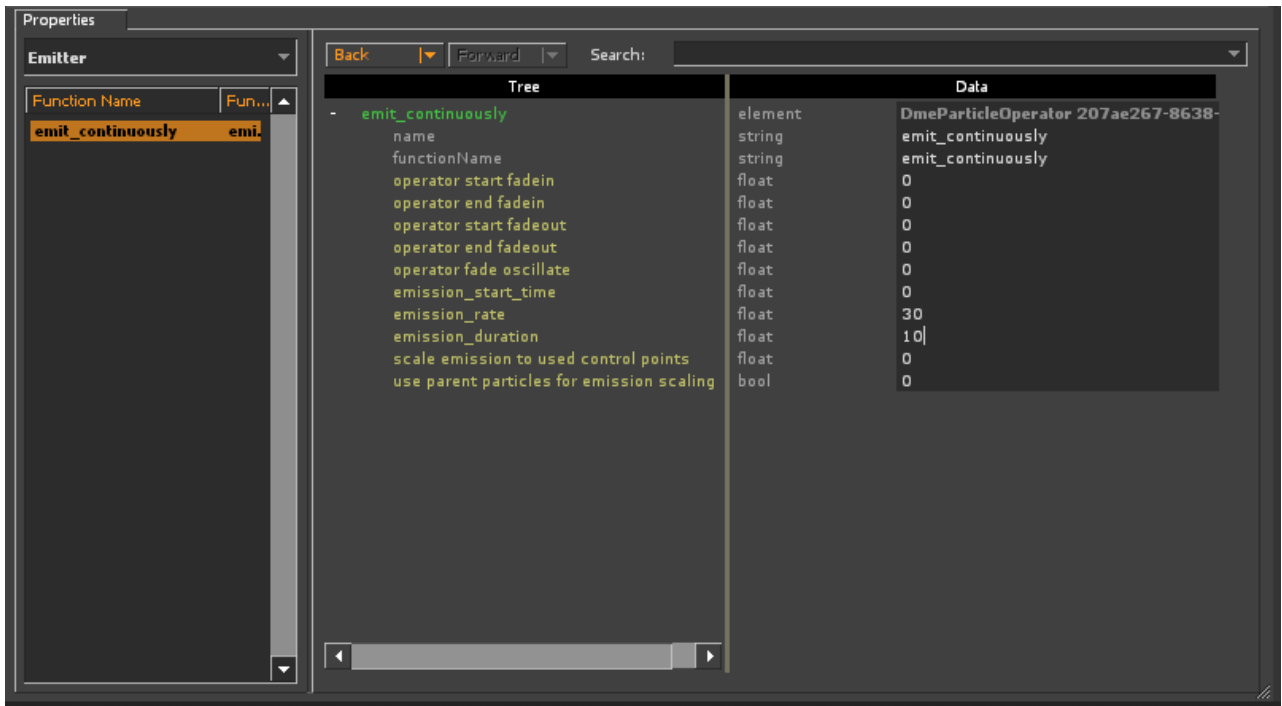 Properties
Emitter
Function Name Fun...
emit_continuously emi.
Back Forward Search:
Tree Data
- emit_continuously element DmeParticleOperator 207ae267-8638-
name string emit_continuously
functionName string emit_continuously
operator start fadein float 0
operator end fadein float 0
operator start fadeout float 0
operator end fadeout float 0
operator fade oscillate float 0
emission_start_time float 0
emission_rate float 30
emission_duration float 10
scale emission to used control points float 0
use parent particles for emission scaling bool 0